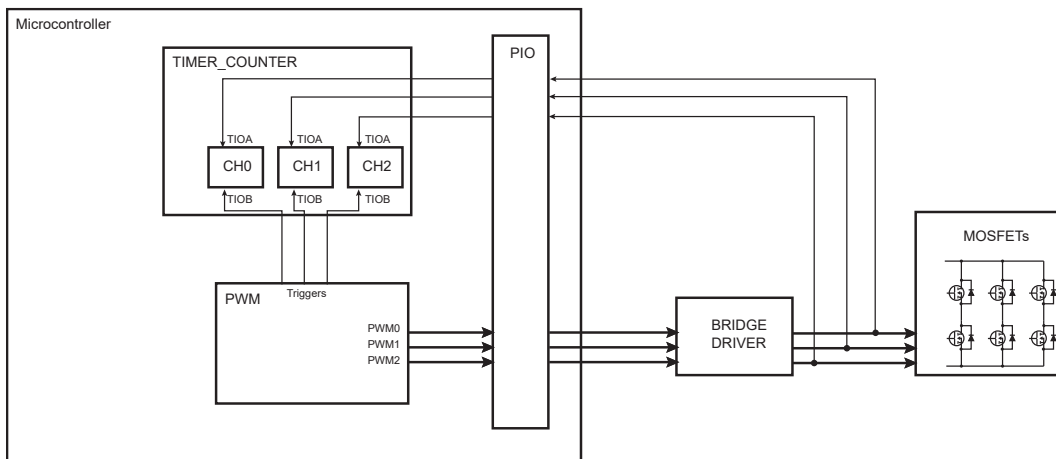 Microcontroller
PIO
TIMER_COUNTER
TIOA TIOA TIOA
CH0 CH1 CH2
TIOB TIOB TIOB
MOSFETs
Triggers
PWM
PWM0
PWM1
PWM2
BRIDGE
DRIVER